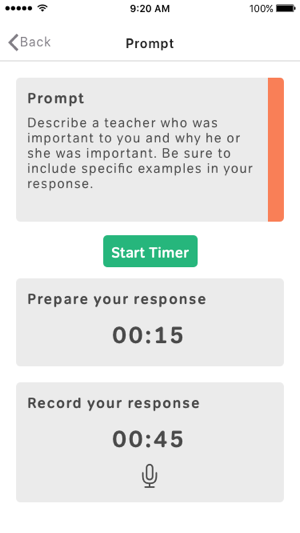 9:20 AM
100%
Back
Prompt
Prompt
Describe a teacher who was
important to you and why he or
she was important. Be sure to
include specific examples in your
response.
Start Timer
Prepare your response
00:15
Record your response
00:45